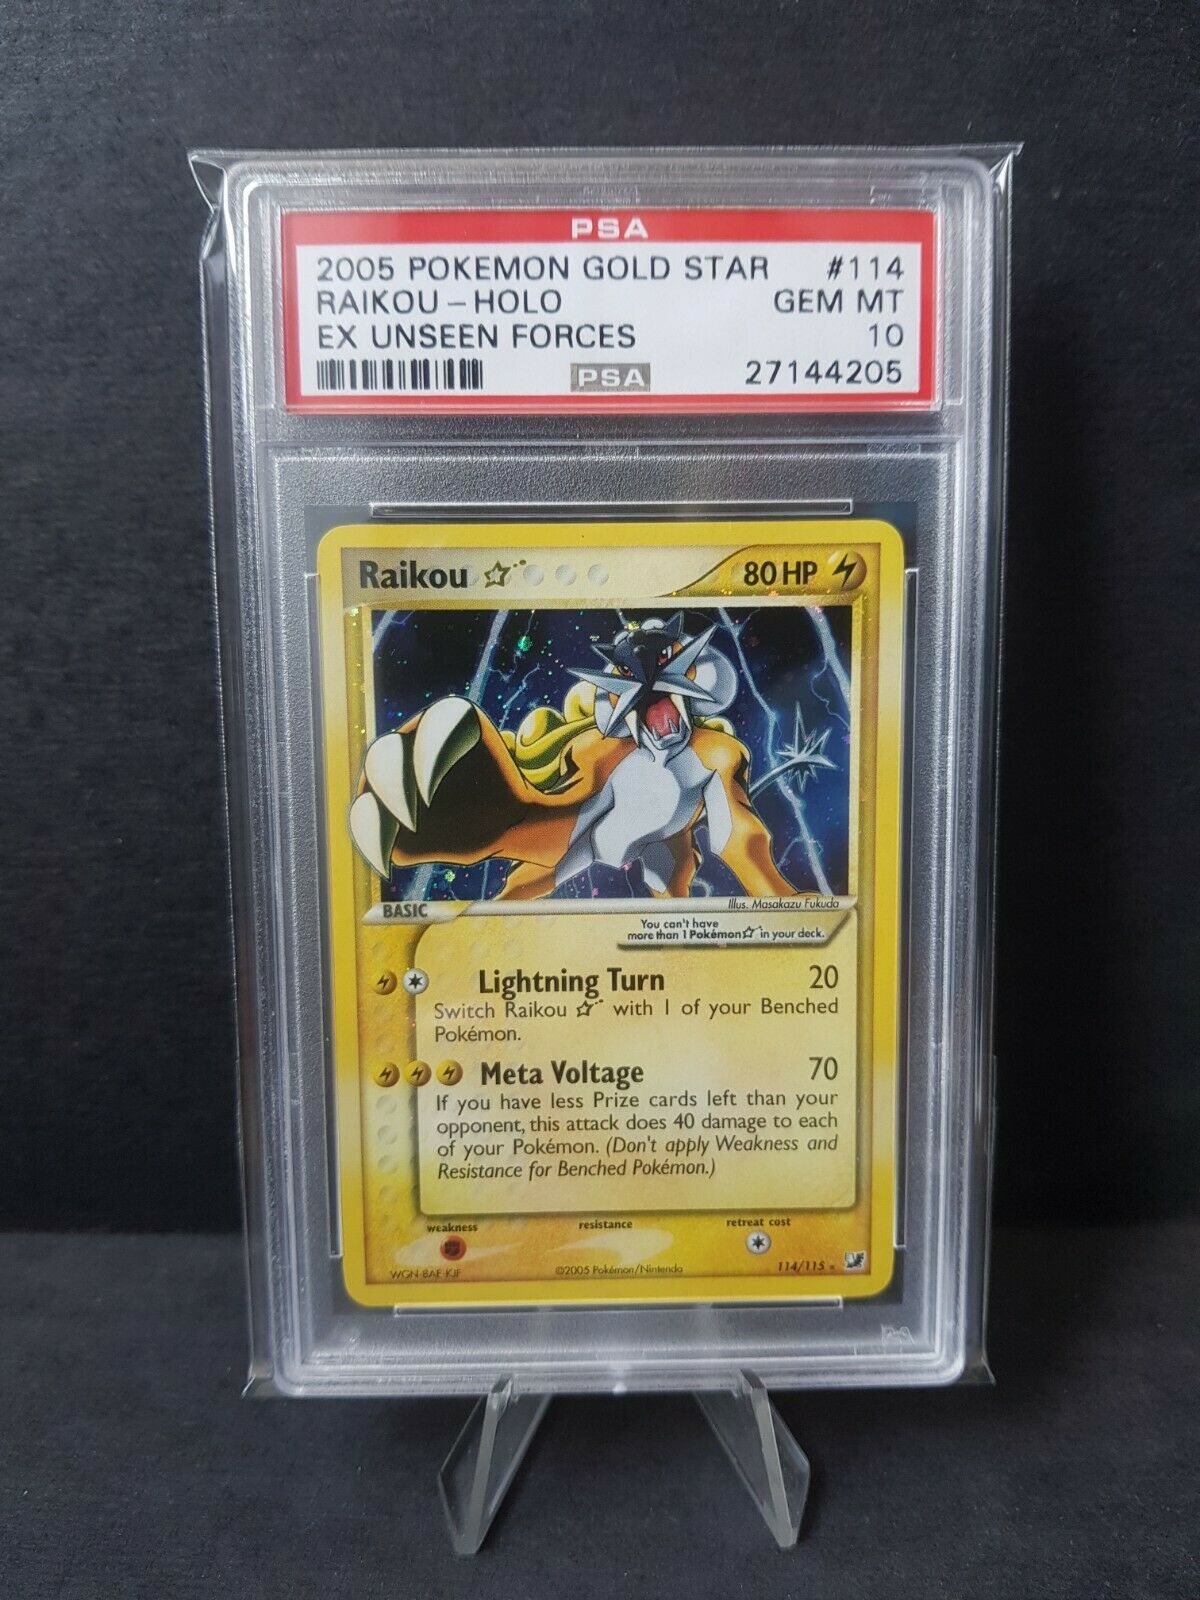 PSA
2005 POKEMON GOLD STAR #114
RAIKOU - HOLO GEM MT
EX UNSEEN FORCES 10
PSA 27144205
Raikou ☆ 80 HP
BASIC
Illus. Masakazu Fukuda
You can't have
more than 1 Pokémon☆ in your deck.
Lightning Turn 20
Switch Raikou ☆ with 1 of your Benched
Pokémon.
Meta Voltage 70
If you have less Prize cards left than your
opponent, this attack does 40 damage to each
of your Pokémon. (Don't apply Weakness and
Resistance for Benched Pokémon.)
weakness resistance retreat cost
WGN-8AF-KJF ©2005 Pokémon/Nintendo 114/115